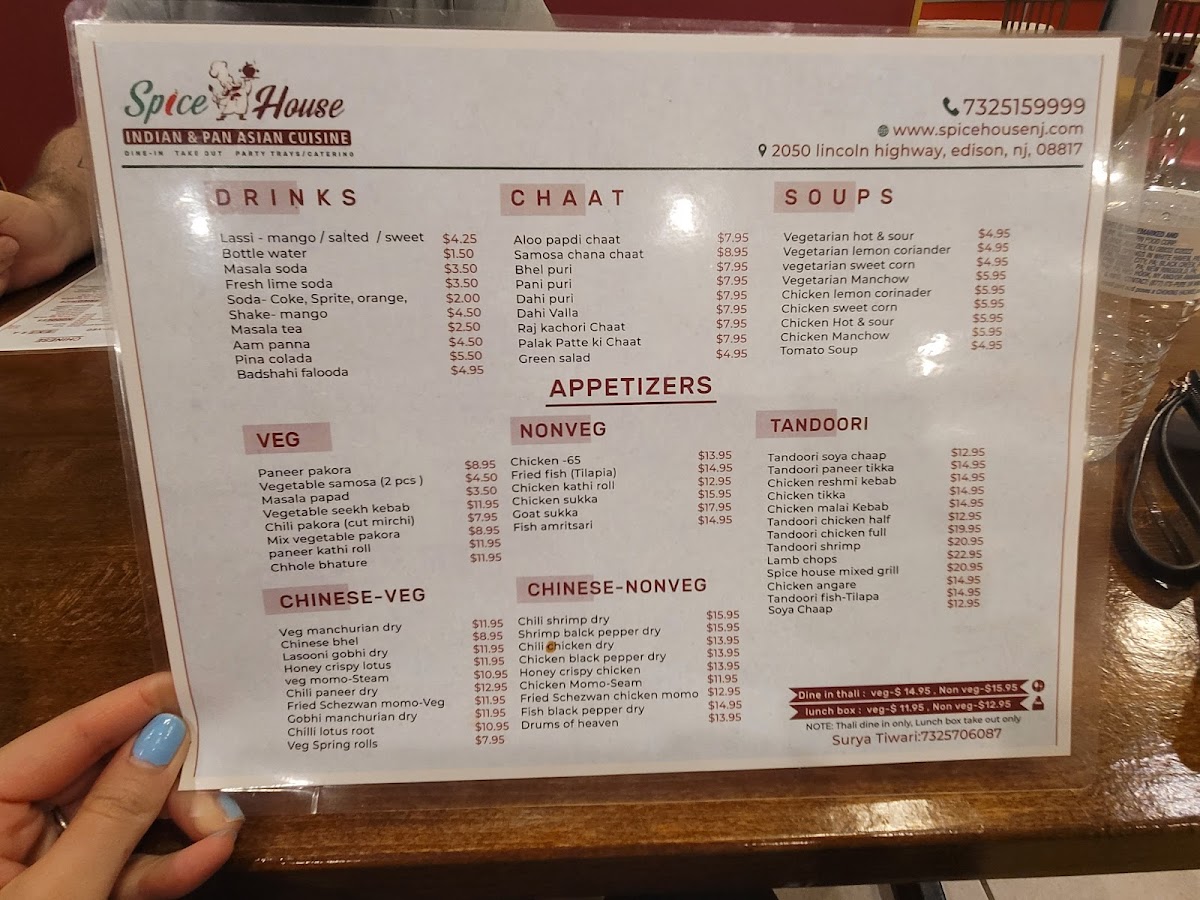 Spice House
INDIAN & PAN ASIAN CUISINE
DINE-IN TAKE OUT PARTY TRAYS/CATERING
7325159999
www.spicehousenj.com
2050 lincoln highway, edison, nj, 08817
DRINKS
Lassi - mango / salted / sweet $4.25
Bottle water $1.50
Masala soda $3.50
Fresh lime soda $3.50
Soda- Coke, Sprite, orange, $2.00
Shake- mango $4.50
Masala tea $2.50
Aam panna $4.50
Pina colada $5.50
Badshahi falooda $4.95
CHAAT
Aloo papdi chaat $7.95
Samosa chana chaat $8.95
Bhel puri $7.95
Pani puri $7.95
Dahi puri $7.95
Dahi Valla $7.95
Raj kachori Chaat $7.95
Palak Patte ki Chaat $7.95
Green salad $4.95
SOUPS
Vegetarian hot & sour $4.95
Vegetarian lemon coriander $4.95
vegetarian sweet corn $4.95
Vegetarian Manchow $5.95
Chicken lemon corinader $5.95
Chicken sweet corn $5.95
Chicken Hot & sour $5.95
Chicken Manchow $5.95
Tomato Soup $4.95
APPETIZERS
VEG
Paneer pakora $8.95
Vegetable samosa (2 pcs ) $4.50
Masala papad $3.50
Vegetable seekh kebab $11.95
Chili pakora (cut mirchi) $7.95
Mix vegetable pakora $8.95
paneer kathi roll $11.95
Chhole bhature $11.95
NONVEG
Chicken -65 $13.95
Fried fish (Tilapia) $14.95
Chicken kathi roll $12.95
Chicken sukka $15.95
Goat sukka $17.95
Fish amritsari $14.95
TANDOORI
Tandoori soya chaap $12.95
Tandoori paneer tikka $14.95
Chicken reshmi kebab $14.95
Chicken tikka $14.95
Chicken malai Kebab $14.95
Tandoori chicken half $12.95
Tandoori chicken full $19.95
Tandoori shrimp $20.95
Lamb chops $22.95
Spice house mixed grill $20.95
Chicken angare $14.95
Tandoori fish-Tilapa $14.95
Soya Chaap $12.95
CHINESE-VEG
Veg manchurian dry $11.95
Chinese bhel $8.95
Lasooni gobhi dry $11.95
Honey crispy lotus $11.95
veg momo-Steam $10.95
Chili paneer dry $12.95
Fried Schezwan momo-Veg $11.95
Gobhi manchurian dry $11.95
Chilli lotus root $10.95
Veg Spring rolls $7.95
CHINESE-NONVEG
Chili shrimp dry $15.95
Shrimp balck pepper dry $15.95
Chili chicken dry $13.95
Chicken black pepper dry $13.95
Honey crispy chicken $13.95
Chicken Momo-Seam $11.95
Fried Schezwan chicken momo $12.95
Fish black pepper dry $14.95
Drums of heaven $13.95
Dine in thali : veg-$ 14.95 , Non veg-$15.95
lunch box : veg-$ 11.95 , Non veg-$12.95
NOTE: Thali dine in only, Lunch box take out only
Surya Tiwari:7325706087